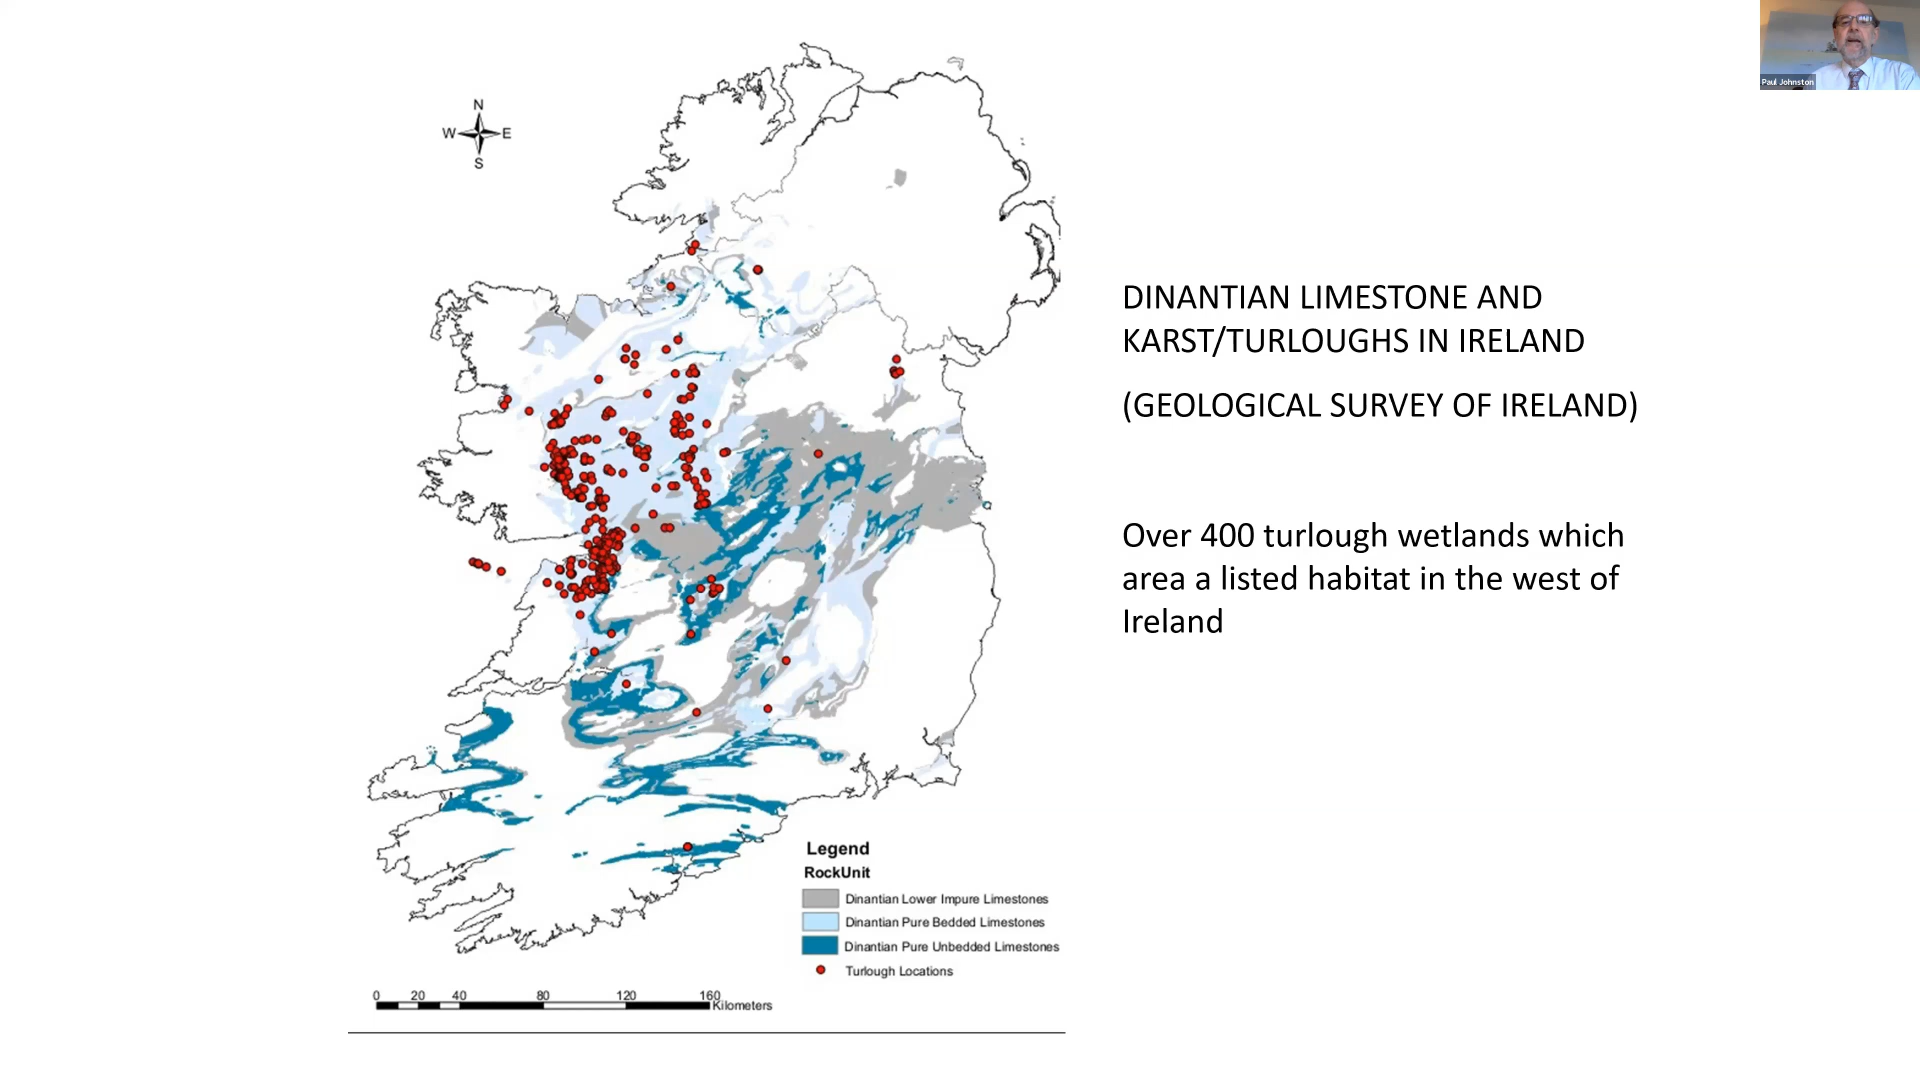 Paul Johnston
N
W E
S
DINANTIAN LIMESTONE AND
KARST/TURLOUGHS IN IRELAND
(GEOLOGICAL SURVEY OF IRELAND)
Over 400 turlough wetlands which
area a listed habitat in the west of
Ireland
Legend
RockUnit
Dinantian Lower Impure Limestones
Dinantian Pure Bedded Limestones
Dinantian Pure Unbedded Limestones
Turlough Locations
0 20 40 80 120 160
Kilometers